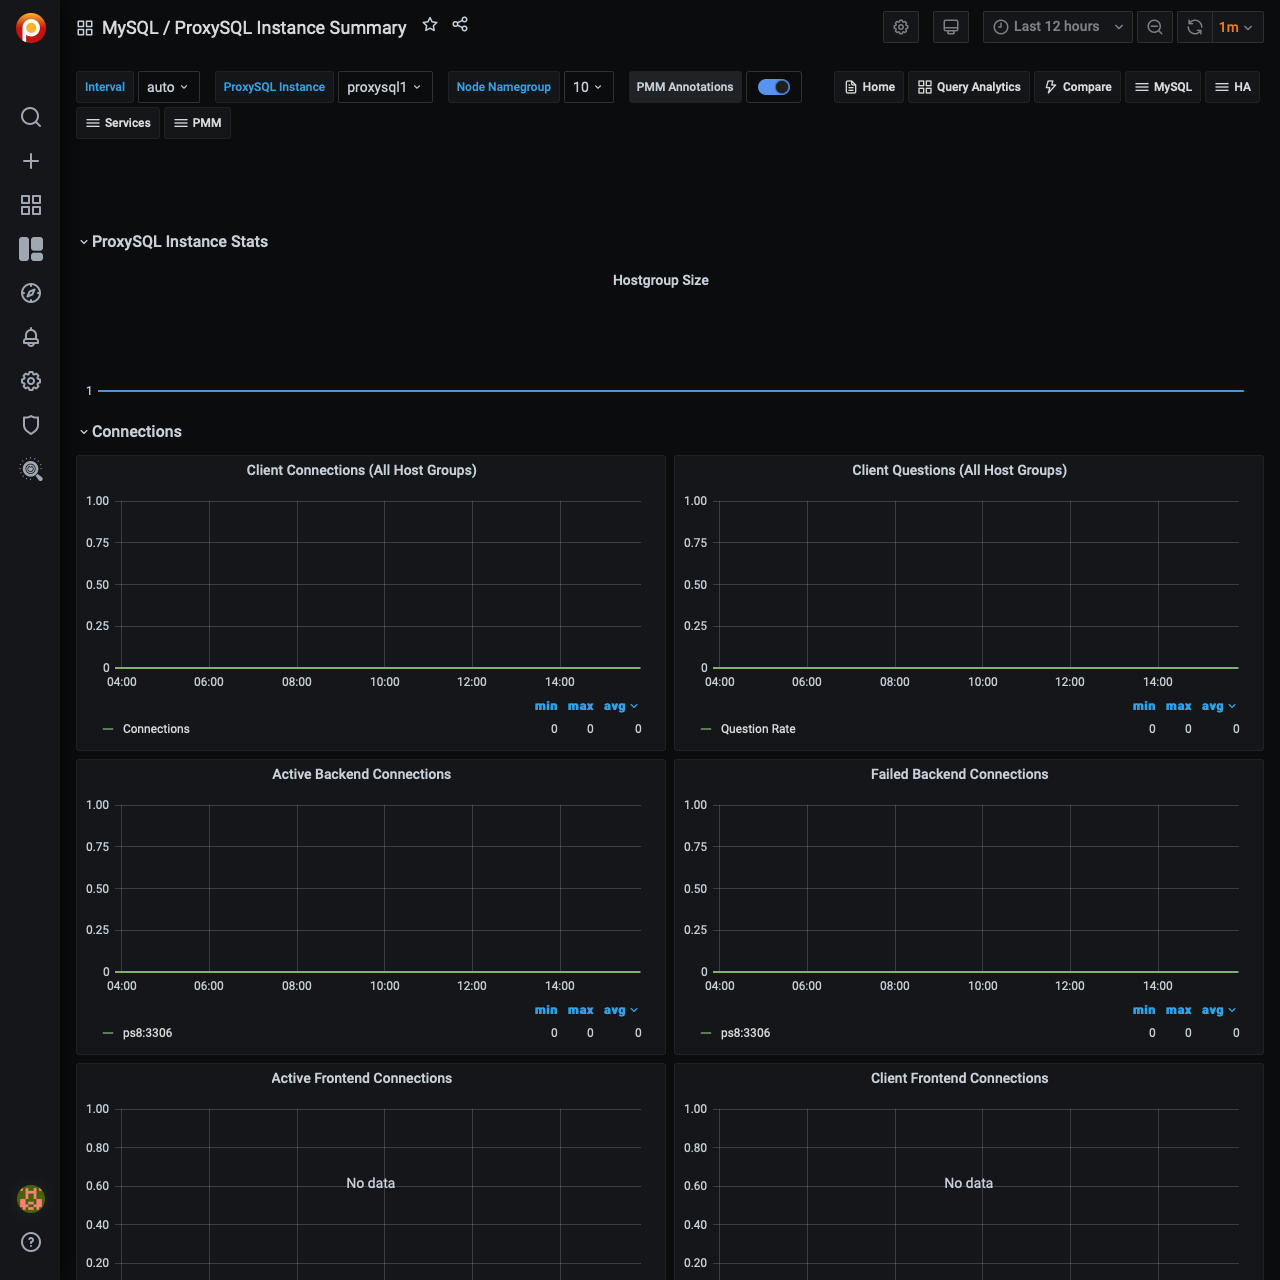 MySQL / ProxySQL Instance Summary
Last 12 hours
1m
Interval auto ProxySQL Instance proxysql1 Node Namegroup 10 PMM Annotations Home Query Analytics Compare MySQL HA
Services PMM
ProxySQL Instance Stats
Hostgroup Size
1
Connections
Client Connections (All Host Groups)
1.00
0.75
0.50
0.25
0
04:00 06:00 08:00 10:00 12:00 14:00
min max avg
Connections 0 0 0
Client Questions (All Host Groups)
1.00
0.75
0.50
0.25
0
04:00 06:00 08:00 10:00 12:00 14:00
min max avg
Question Rate 0 0 0
Active Backend Connections
1.00
0.75
0.50
0.25
0
04:00 06:00 08:00 10:00 12:00 14:00
min max avg
ps8:3306 0 0 0
Failed Backend Connections
1.00
0.75
0.50
0.25
0
04:00 06:00 08:00 10:00 12:00 14:00
min max avg
ps8:3306 0 0 0
Active Frontend Connections
1.00
0.80
No data
0.60
0.40
0.20
Client Frontend Connections
1.00
0.80
No data
0.60
0.40
0.20